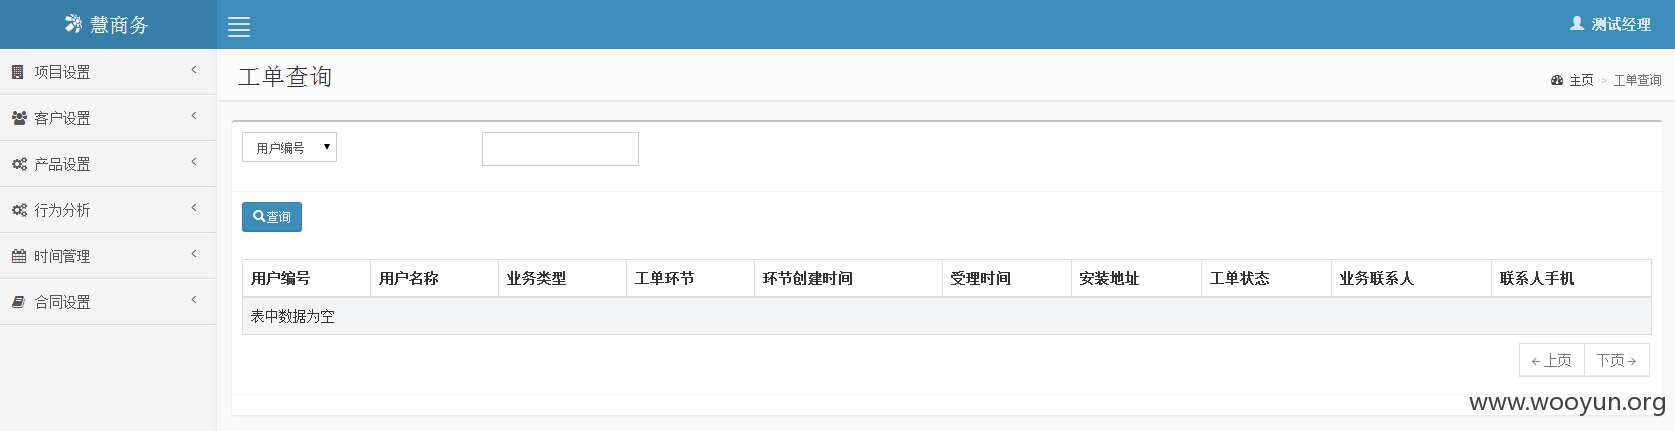 慧商务
测试经理
项目设置
客户设置
产品设置
行为分析
时间管理
合同设置
工单查询
主页 > 工单查询
用户编号
查询
用户编号 用户名称 业务类型 工单环节 环节创建时间 受理时间 安装地址 工单状态 业务联系人 联系人手机
表中数据为空
← 上页 下页 →
www.wooyun.org